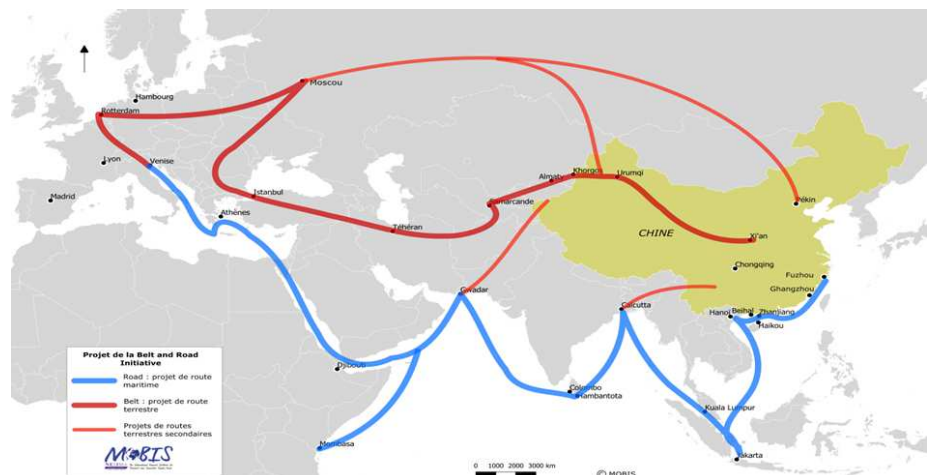 Moscou
Hambourg
Rotterdam
Lyon
Venise
Madrid
Istanbul
Athènes
Téhéran
Samarcande
Almaty
Khorgos
Urumqi
Pékin
Xi'an
CHINE
Chongqing
Fuzhou
Ghangzhou
Gwadar
Calcutta
Hanoï
Beihai
Zhanjiang
Haikou
Djibouti
Colombo
Hambantota
Kuala Lumpur
Mombasa
Jakarta
Projet de la Belt and Road
Initiative
Road : projet de route
maritime
Belt : projet de route
terrestre
Projets de routes
terrestres secondaires
MOBIS
0 1000 2000 3000 km
© MOBIS